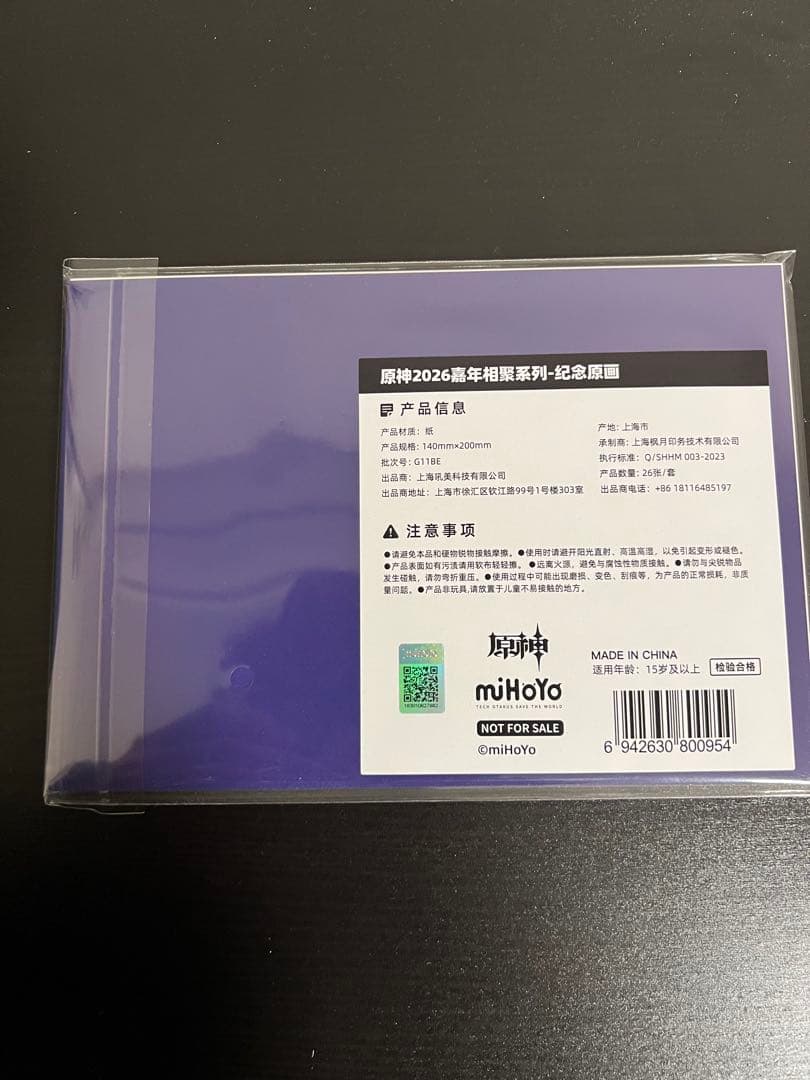 原神2026嘉年相聚系列-纪念原画
产品信息
产品材质：纸
产品规格：140mm×200mm
批次号：G11BE
出品商：上海吼美科技有限公司
出品商地址：上海市徐汇区钦江路99号1号楼303室
产地：上海市
承制商：上海枫月印务技术有限公司
执行标准：Q/SHHM 003-2023
产品数量：26张/套
出品商电话：+86 18116485197
注意事项
●请避免本品和硬物锐物接触摩擦。●使用时请避开阳光直射、高温高湿，以免引起变形或褪色。
●产品表面如有污渍请用软布轻轻擦。●远离火源，避免与腐蚀性物质接触。●请勿与尖锐物品
发生碰触，请勿弯折重压。●使用过程中可能出现磨损、变色、刮痕等，为产品的正常损耗，非质
量问题。●产品非玩具,请放置于儿童不易接触的地方。
原神
miHoYo
TECH OTAKUS SAVE THE WORLD
NOT FOR SALE
©miHoYo
MADE IN CHINA
适用年龄：15岁及以上
检验合格
6 942630 800954